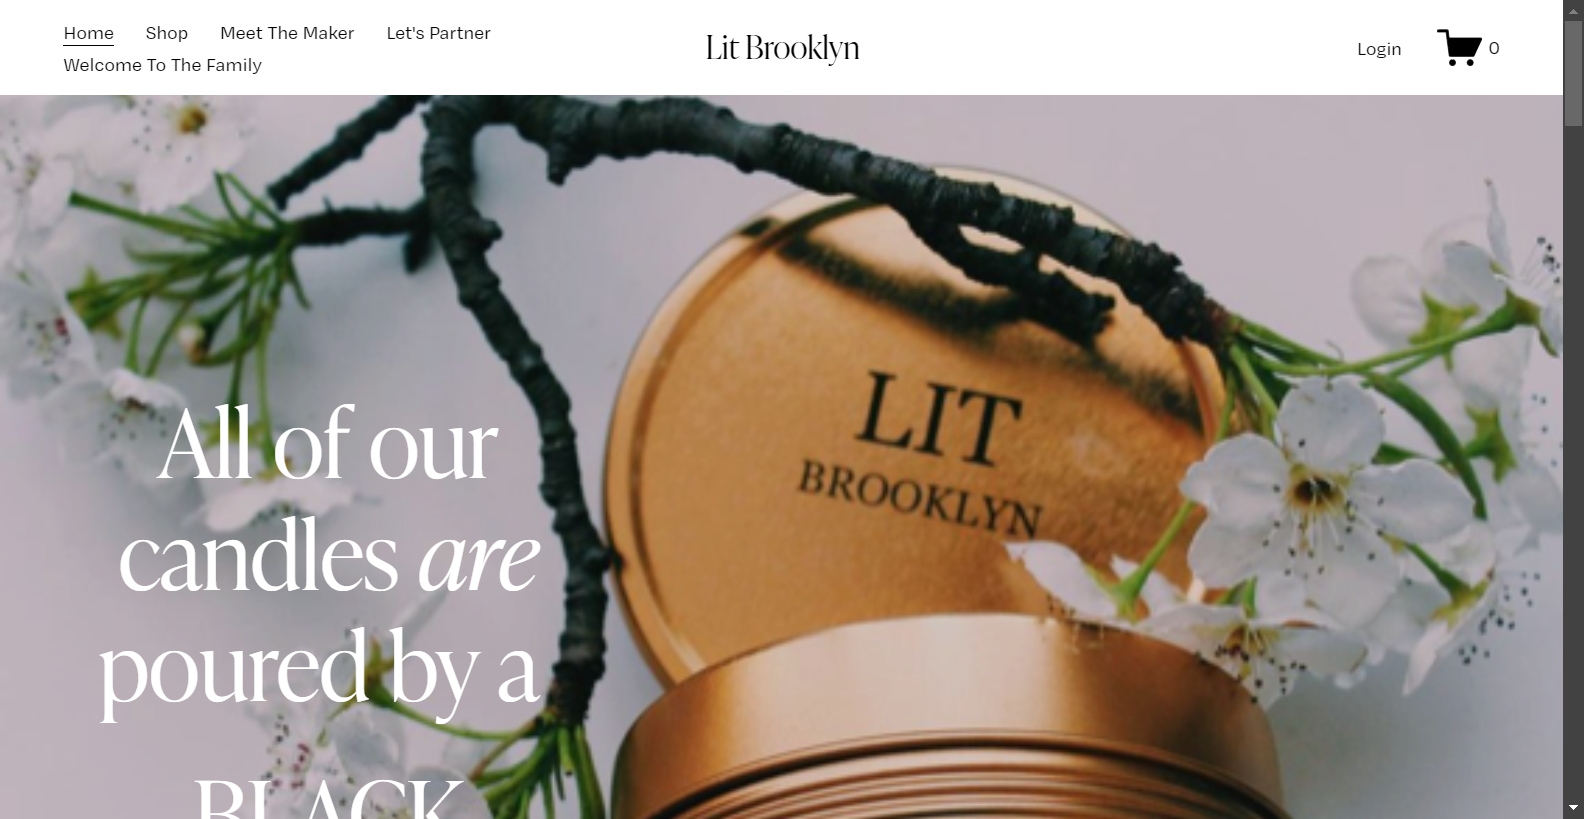 Home Shop Meet The Maker Let's Partner
Welcome To The Family
Lit Brooklyn
Login 0
LIT
BROOKLYN
All of our
candles are
poured by a
BLACK